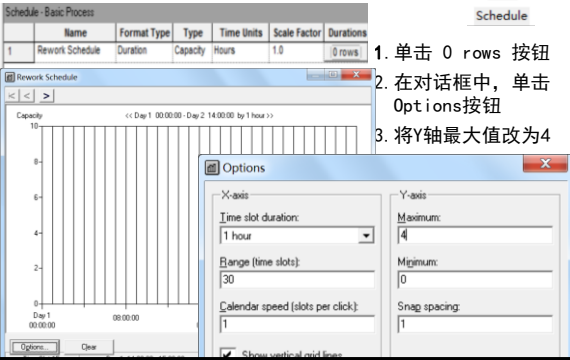 Schedule - Basic Process
Schedule
Name Format Type Type Time Units Scale Factor Durations
1 Rework Schedule Duration Capacity Hours 1.0 0 rows
1.单击 0 rows 按钮
2.在对话框中，单击
Options按钮
3.将Y轴最大值改为4
Rework Schedule
Capacity
<< Day 1 00:00:00 - Day 2 14:00:00 by 1 hour >>
10
8
6
4
2
0
Day 1
00:00:00
08:00:00
Options...
Clear
Options
X-axis
Time slot duration:
1 hour
Range (time slots):
30
Calendar speed (slots per click):
1
Show vertical grid lines
Y-axis
Maximum:
4
Minimum:
0
Snap spacing:
1